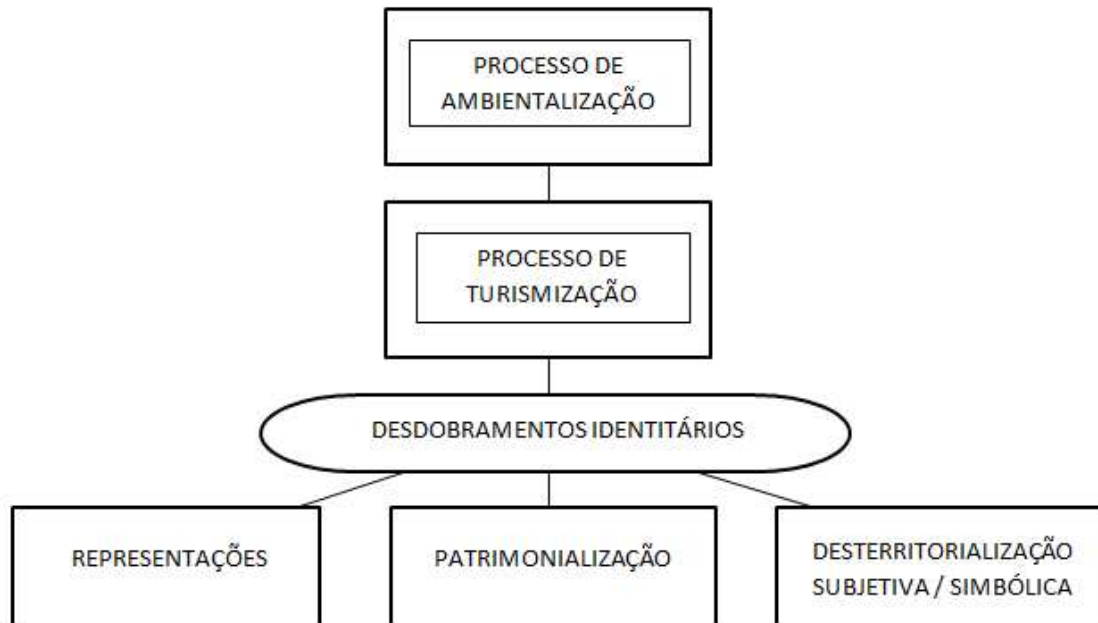 PROCESSO DE
AMBIENTALIZAÇÃO
PROCESSO DE
TURISMIZAÇÃO
DESDOBRAMENTOS IDENTITÁRIOS
REPRESENTAÇÕES
PATRIMONIALIZAÇÃO
DESTERRITORIALIZAÇÃO
SUBJETIVA / SIMBÓLICA